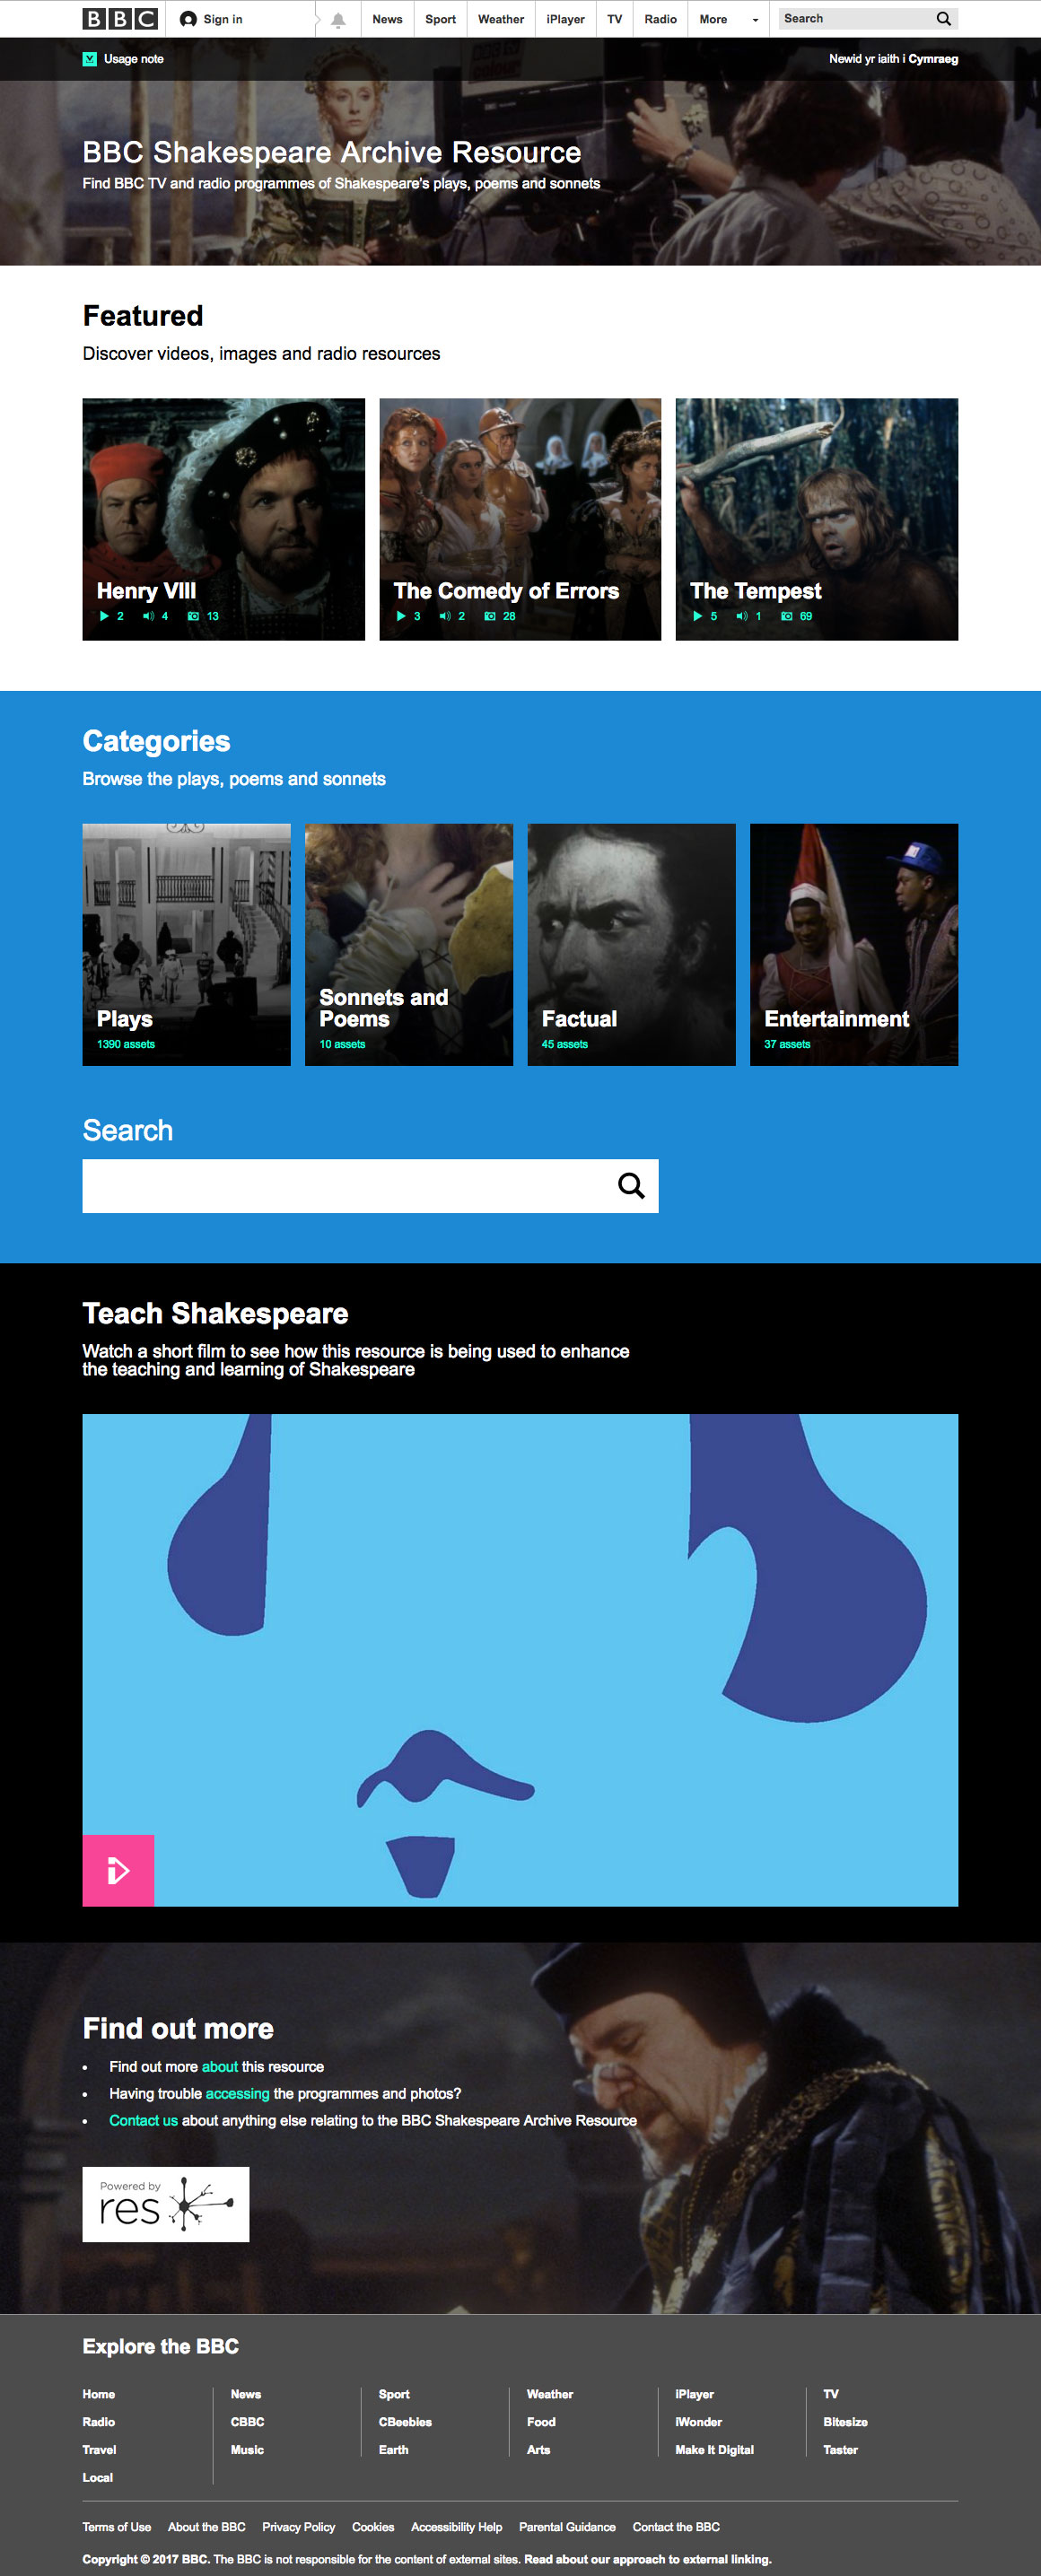 BBC Sign in News Sport Weather iPlayer TV Radio More Search
Usage note
Newid yr iaith i Cymraeg
BBC Shakespeare Archive Resource
Find BBC TV and radio programmes of Shakespeare's plays, poems and sonnets
Featured
Discover videos, images and radio resources
Henry VIII
2 4 13
The Comedy of Errors
3 2 28
The Tempest
5 1 69
Categories
Browse the plays, poems and sonnets
Plays
1390 assets
Sonnets and
Poems
10 assets
Factual
45 assets
Entertainment
37 assets
Search
Teach Shakespeare
Watch a short film to see how this resource is being used to enhance
the teaching and learning of Shakespeare
Find out more
• Find out more about this resource
• Having trouble accessing the programmes and photos?
• Contact us about anything else relating to the BBC Shakespeare Archive Resource
Powered by
res
Explore the BBC
Home News Sport Weather iPlayer TV
Radio CBBC CBeebies Food iWonder Bitesize
Travel Music Earth Arts Make It Digital Taster
Local
Terms of Use About the BBC Privacy Policy Cookies Accessibility Help Parental Guidance Contact the BBC
Copyright © 2017 BBC. The BBC is not responsible for the content of external sites. Read about our approach to external linking.